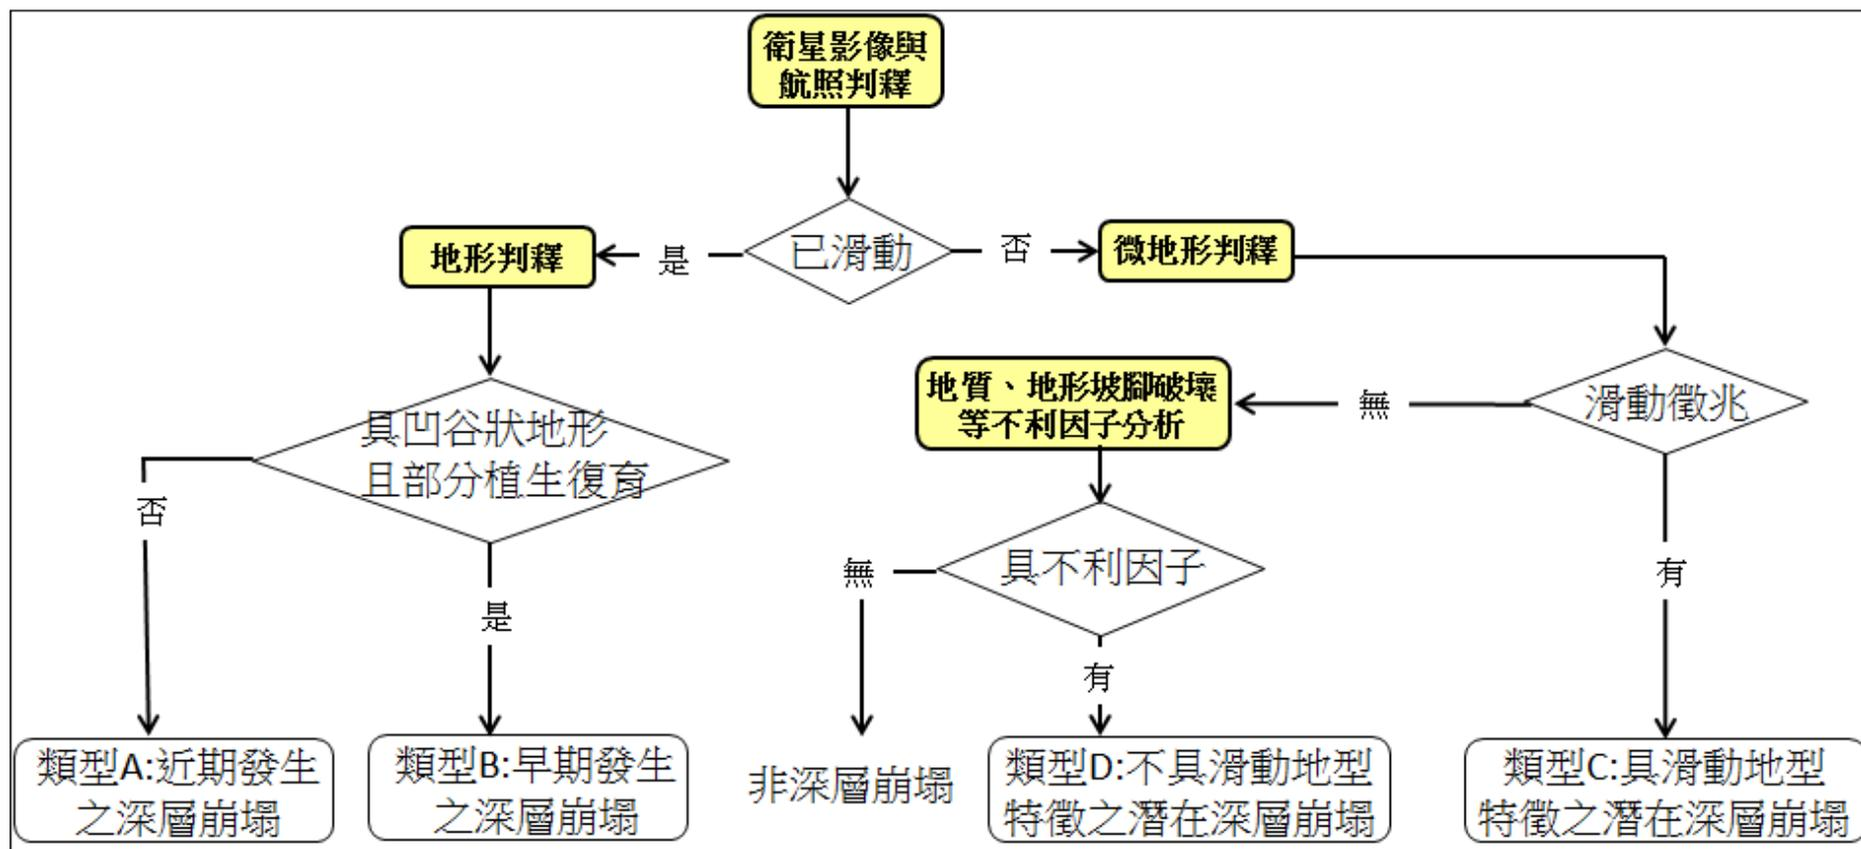 衛星影像與
航照判釋
已滑動
是
否
地形判釋
微地形判釋
地質、地形坡腳破壞
等不利因子分析
無
滑動徵兆
具凹谷狀地形
且部分植生復育
否
是
無
具不利因子
有
有
類型A:近期發生
之深層崩塌
類型B:早期發生
之深層崩塌
非深層崩塌
類型D:不具滑動地型
特徵之潛在深層崩塌
類型C:具滑動地型
特徵之潛在深層崩塌